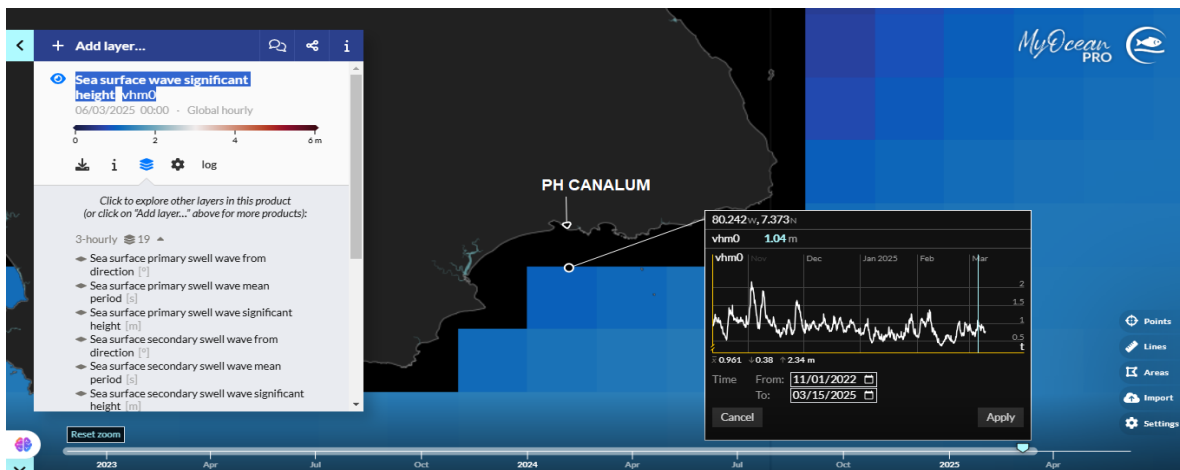 + Add layer...
i
Sea surface wave significant
height vhm0
06/03/2025 00:00 · Global hourly
0 2 4 6 m
i log
Click to explore other layers in this product
(or click on "Add layer..." above for more products):
3-hourly 19
Sea surface primary swell wave from
direction [°]
Sea surface primary swell wave mean
period [s]
Sea surface primary swell wave significant
height [m]
Sea surface secondary swell wave from
direction [°]
Sea surface secondary swell wave mean
period [s]
Sea surface secondary swell wave significant
height [m]
PH CANALUM
MyOcean
PRO
80.242W, 7.373N
vhm0 1.04 m
vhm0 Nov Dec Jan 2025 Feb Mar
2
1.5
1
0.5
t
x̄ 0.961 ↓0.38 ↑2.34 m
Time From: 11/01/2022
To: 03/15/2025
Cancel Apply
Points
Lines
Areas
Import
Settings
Reset zoom
2023 Apr Jul Oct 2024 Apr Jul Oct 2025 Apr